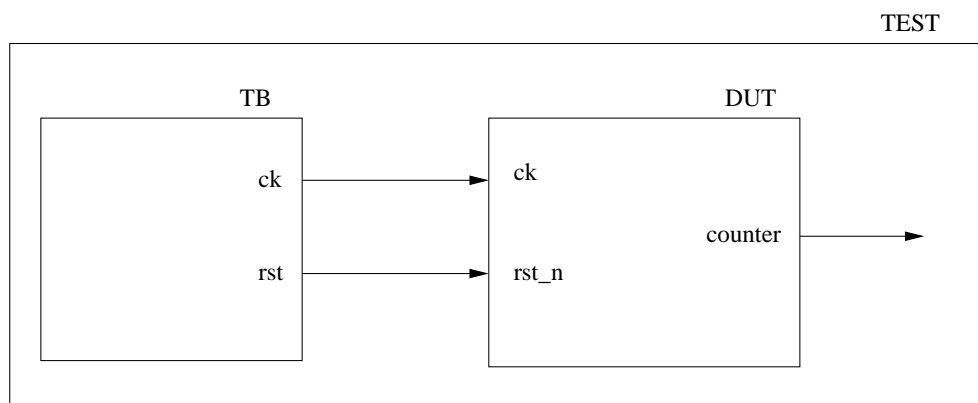 TEST
TB
DUT
ck
ck
counter
rst
rst_n